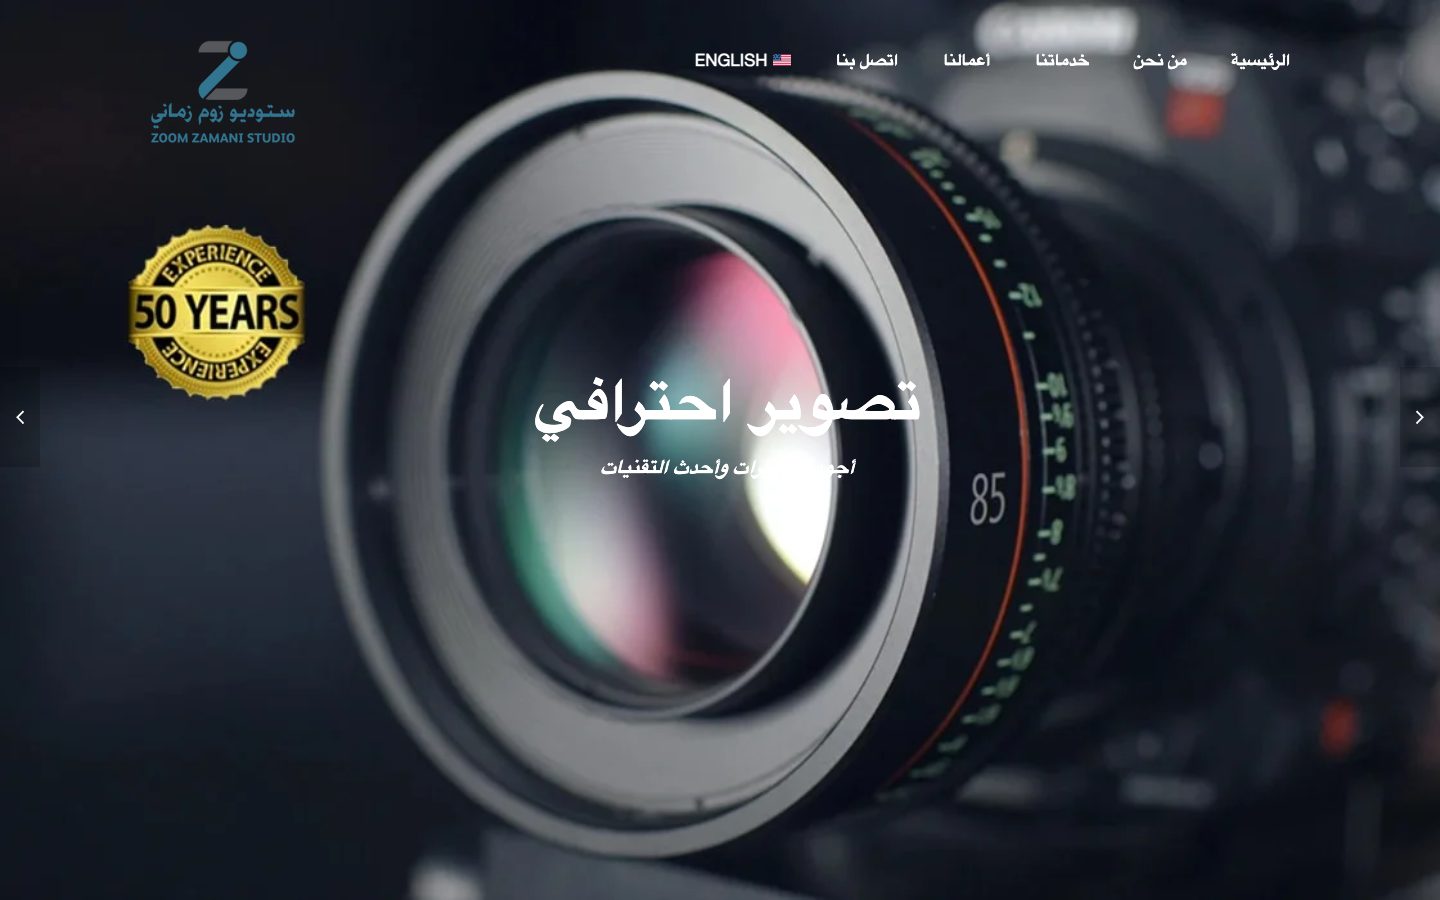 الرئيسية
من نحن
خدماتنا
أعمالنا
اتصل بنا
ENGLISH
ستوديو زوم زماني
ZOOM ZAMANI STUDIO
EXPERIENCE
50 YEARS
EXPERIENCE
تصوير احترافي
وأحدث التقنيات
85